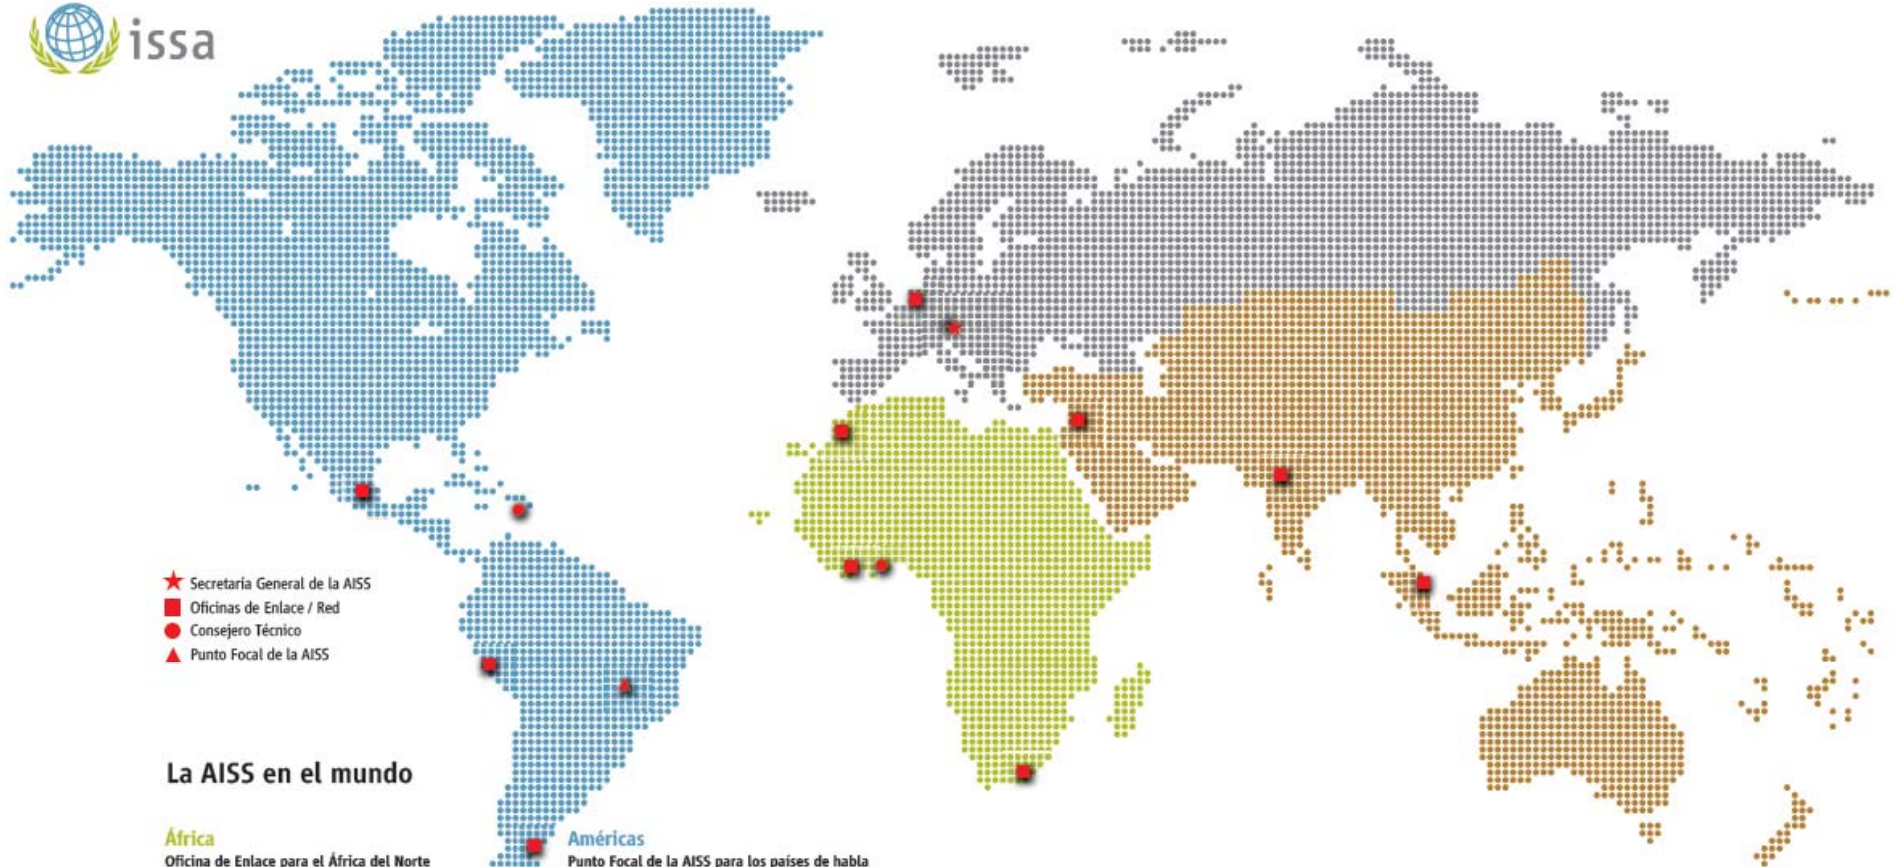 issa
Secretaría General de la AISS
Oficinas de Enlace / Red
Consejero Técnico
Punto Focal de la AISS
La AISS en el mundo
África
Oficina de Enlace para el África del Norte
Américas
Punto Focal de la AISS para los países de habla